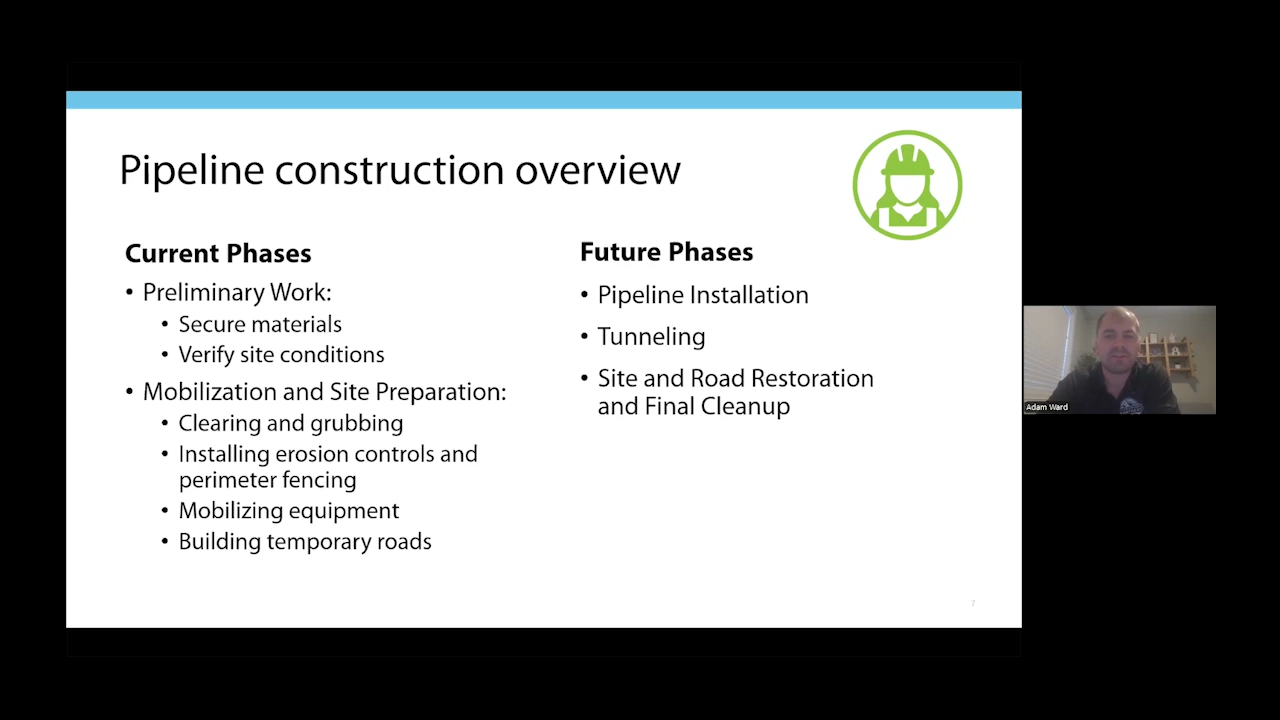 Pipeline construction overview
Current Phases
• Preliminary Work:
• Secure materials
• Verify site conditions
• Mobilization and Site Preparation:
• Clearing and grubbing
• Installing erosion controls and
perimeter fencing
• Mobilizing equipment
• Building temporary roads
Future Phases
• Pipeline Installation
• Tunneling
• Site and Road Restoration
and Final Cleanup
7
Adam Ward